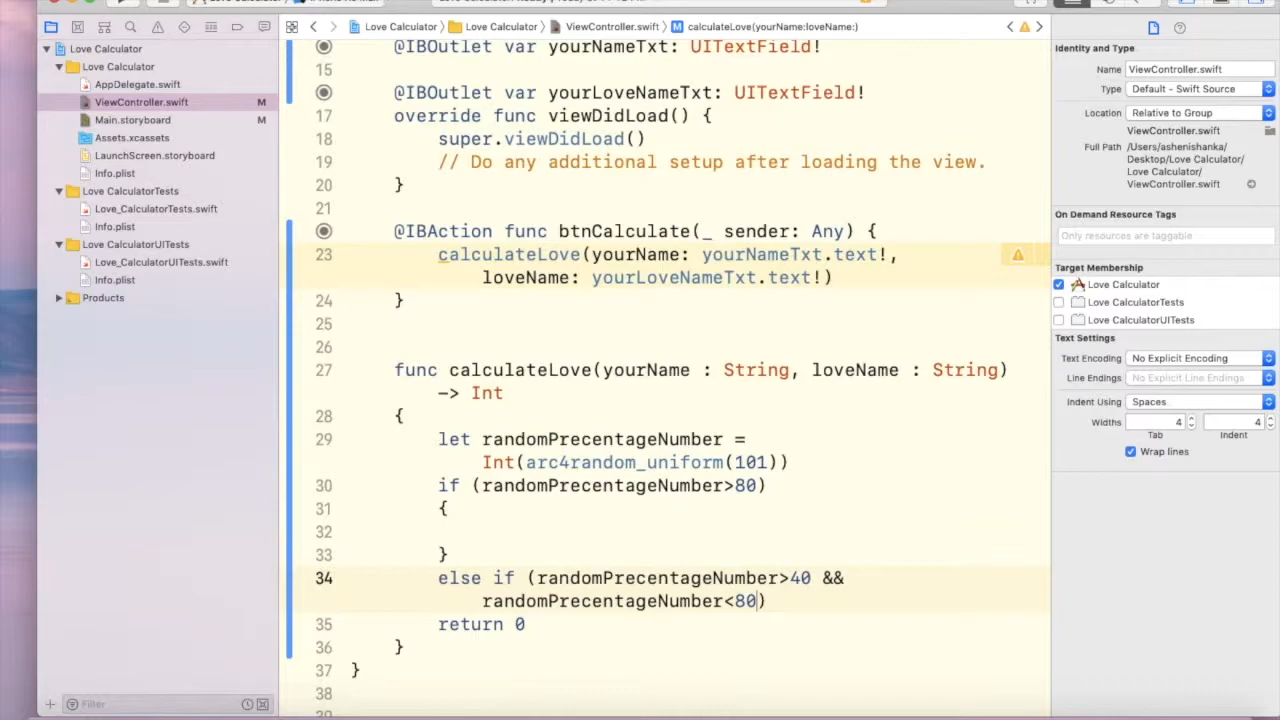 Love Calculator
Love Calculator
AppDelegate.swift
ViewController.swift M
Main.storyboard M
Assets.xcassets
LaunchScreen.storyboard
Info.plist
Love CalculatorTests
Love_CalculatorTests.swift
Info.plist
Love CalculatorUITests
Love_CalculatorUITests.swift
Info.plist
Products
Filter
Love Calculator Love Calculator ViewController.swift M calculateLove(yourName:loveName:)
@IBOutlet var yourNameTxt: UITextField!
15
@IBOutlet var yourLoveNameTxt: UITextField!
17 override func viewDidLoad() {
18 super.viewDidLoad()
19 // Do any additional setup after loading the view.
20 }
21
@IBAction func btnCalculate(_ sender: Any) {
23 calculateLove(yourName: yourNameTxt.text!,
loveName: yourLoveNameTxt.text!)
24 }
25
26
27 func calculateLove(yourName : String, loveName : String)
-> Int
28 {
29 let randomPrecentageNumber =
Int(arc4random_uniform(101))
30 if (randomPrecentageNumber>80)
31 {
32
33 }
34 else if (randomPrecentageNumber>40 &&
randomPrecentageNumber<80)
35 return 0
36 }
37 }
38
Identity and Type
Name ViewController.swift
Type Default - Swift Source
Location Relative to Group
ViewController.swift
Full Path /Users/ashenishanka/
Desktop/Love Calculator/
Love Calculator/
ViewController.swift
On Demand Resource Tags
Only resources are taggable
Target Membership
Love Calculator
Love CalculatorTests
Love CalculatorUITests
Text Settings
Text Encoding No Explicit Encoding
Line Endings No Explicit Line Endings
Indent Using Spaces
Widths 4 4
Tab Indent
Wrap lines